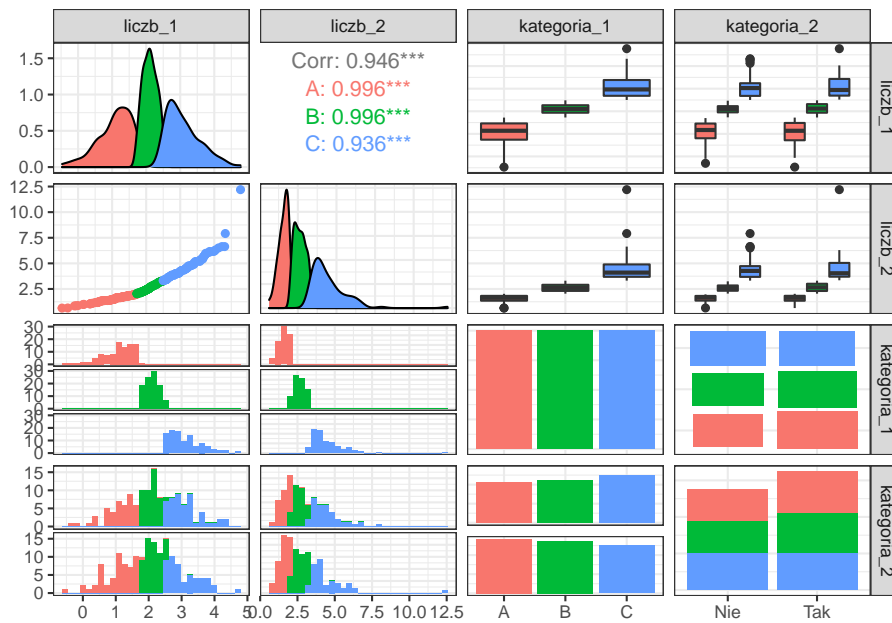 liczb_1 liczb_2 kategoria_1 kategoria_2
1.5
1.0
0.5
0.0
Corr: 0.946***
A: 0.996***
B: 0.996***
C: 0.936***
liczb_1
12.5
10.0
7.5
5.0
2.5
liczb_2
30
20
10
0
30
20
10
0
30
20
10
0
kategoria_1
15
10
5
0
15
10
5
0
kategoria_2
0 1 2 3 4 5
0.0 2.5 5.0 7.5 10.0 12.5
A B C
Nie Tak